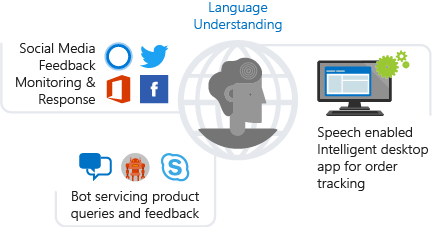 Language
Understanding
Social Media
Feedback
Monitoring &
Response
Speech enabled
Intelligent desktop
app for order
tracking
Bot servicing product
queries and feedback